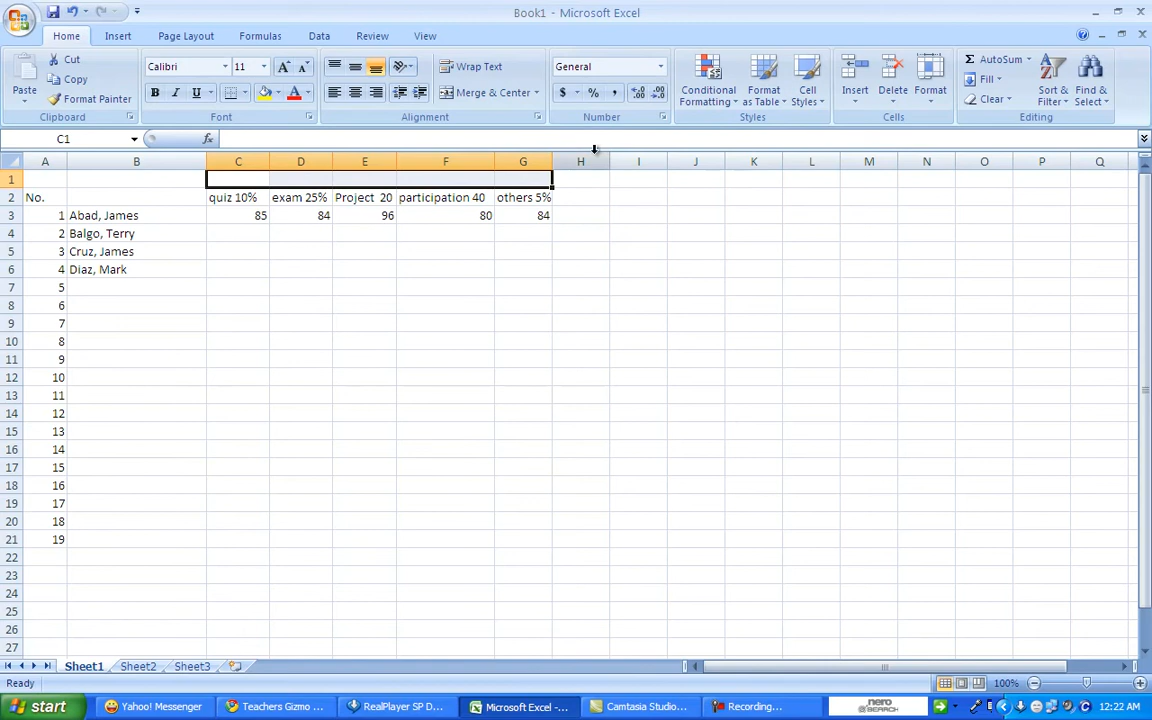 Book1 - Microsoft Excel
Home Insert Page Layout Formulas Data Review View
Paste
Cut
Copy
Format Painter
Clipboard
Calibri 11
B I U
Font
Wrap Text
Merge & Center
Alignment
General
$ % ,
Number
Conditional Formatting
Format as Table
Cell Styles
Styles
Insert
Delete
Format
Cells
AutoSum
Fill
Clear
Sort & Filter
Find & Select
Editing
C1 fx
A B C D E F G H I J K L M N O P Q
1
2 No. quiz 10% exam 25% Project 20 participation 40 others 5%
3 1 Abad, James 85 84 96 80 84
4 2 Balgo, Terry
5 3 Cruz, James
6 4 Diaz, Mark
7 5
8 6
9 7
10 8
11 9
12 10
13 11
14 12
15 13
16 14
17 15
18 16
19 17
20 18
21 19
22
23
24
25
26
27
Sheet1 Sheet2 Sheet3
Ready 100%
start Yahoo! Messenger Teachers Gizmo ... RealPlayer SP D... Microsoft Excel -... Camtasia Studio... Recording... nero SEARCH 12:22 AM